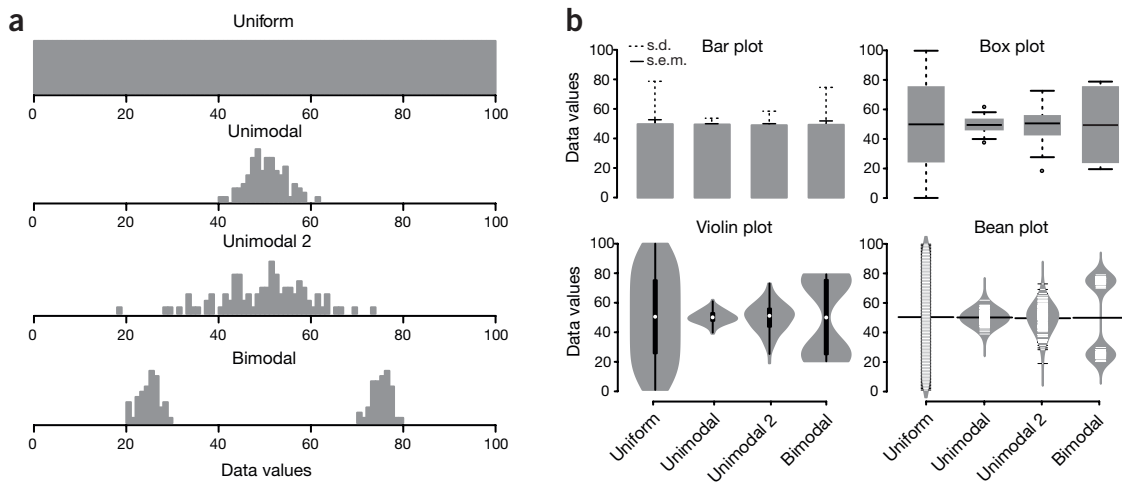 a
Uniform
0 20 40 60 80 100
Unimodal
0 20 40 60 80 100
Unimodal 2
0 20 40 60 80 100
Bimodal
0 20 40 60 80 100
Data values
b
Bar plot
s.d.
s.e.m.
Data values
100
80
60
40
20
0
Box plot
100
80
60
40
20
0
Violin plot
Data values
100
80
60
40
20
0
Uniform
Unimodal
Unimodal 2
Bimodal
Bean plot
100
80
60
40
20
0
Uniform
Unimodal
Unimodal 2
Bimodal